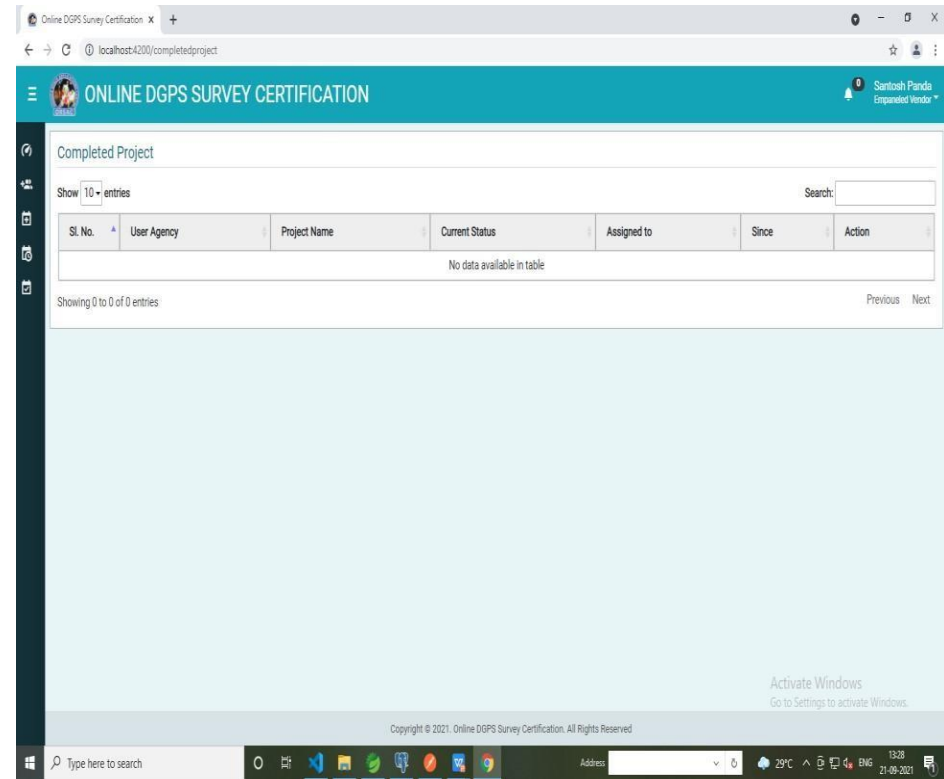 Online DGPS Survey Certification
localhost:4200/completedproject
ONLINE DGPS SURVEY CERTIFICATION
0
Santosh Panda
Empaneled Vendor
Completed Project
Show 10 entries
Search:
Sl. No. User Agency Project Name Current Status Assigned to Since Action
No data available in table
Showing 0 to 0 of 0 entries
Previous Next
Activate Windows
Go to Settings to activate Windows.
Copyright © 2021. Online DGPS Survey Certification. All Rights Reserved
Type here to search
Address
29°C
ENG
13:28
21-09-2021
1